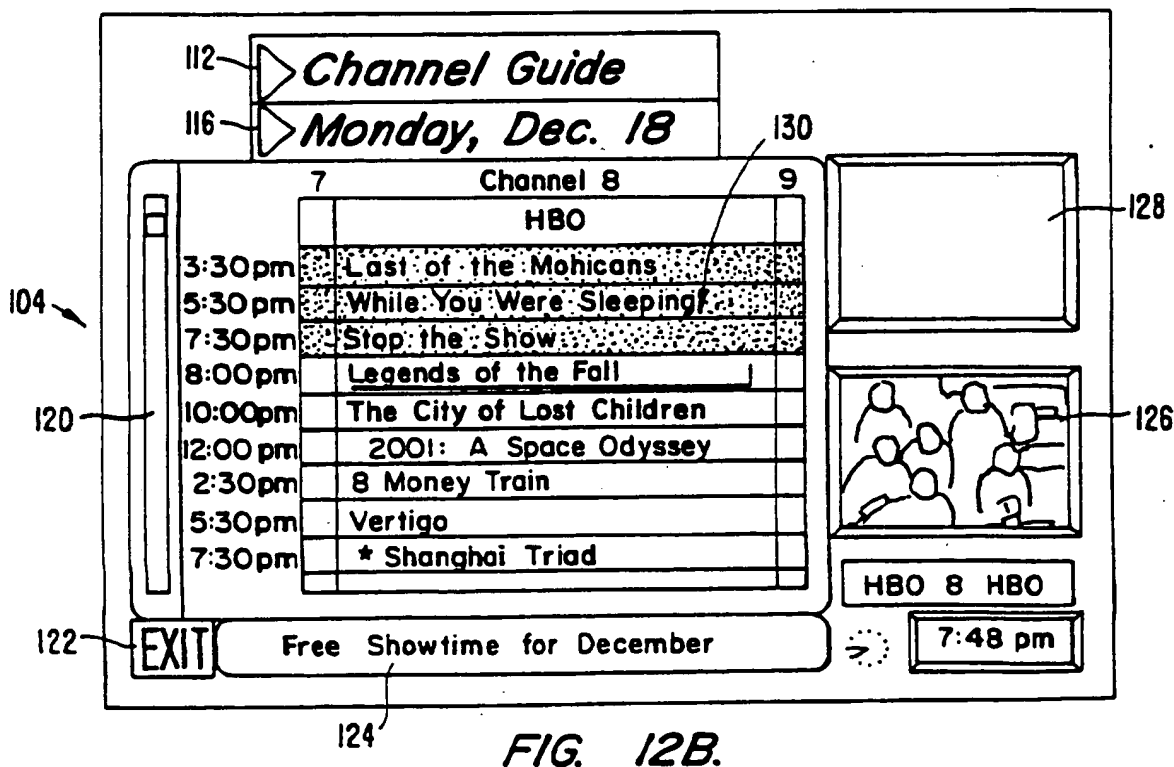 112
Channel Guide
116
Monday, Dec. 18
130
7 Channel 8 9
128
HBO
3:30pm Last of the Mohicans
104
5:30pm While You Were Sleeping
7:30pm Stop the Show
8:00pm Legends of the Fall
120
10:00pm The City of Lost Children
126
12:00 pm 2001: A Space Odyssey
2:30pm 8 Money Train
5:30pm Vertigo
7:30pm * Shanghai Triad
HBO 8 HBO
122
EXIT Free Showtime for December 7:48 pm
124
FIG. 12B.